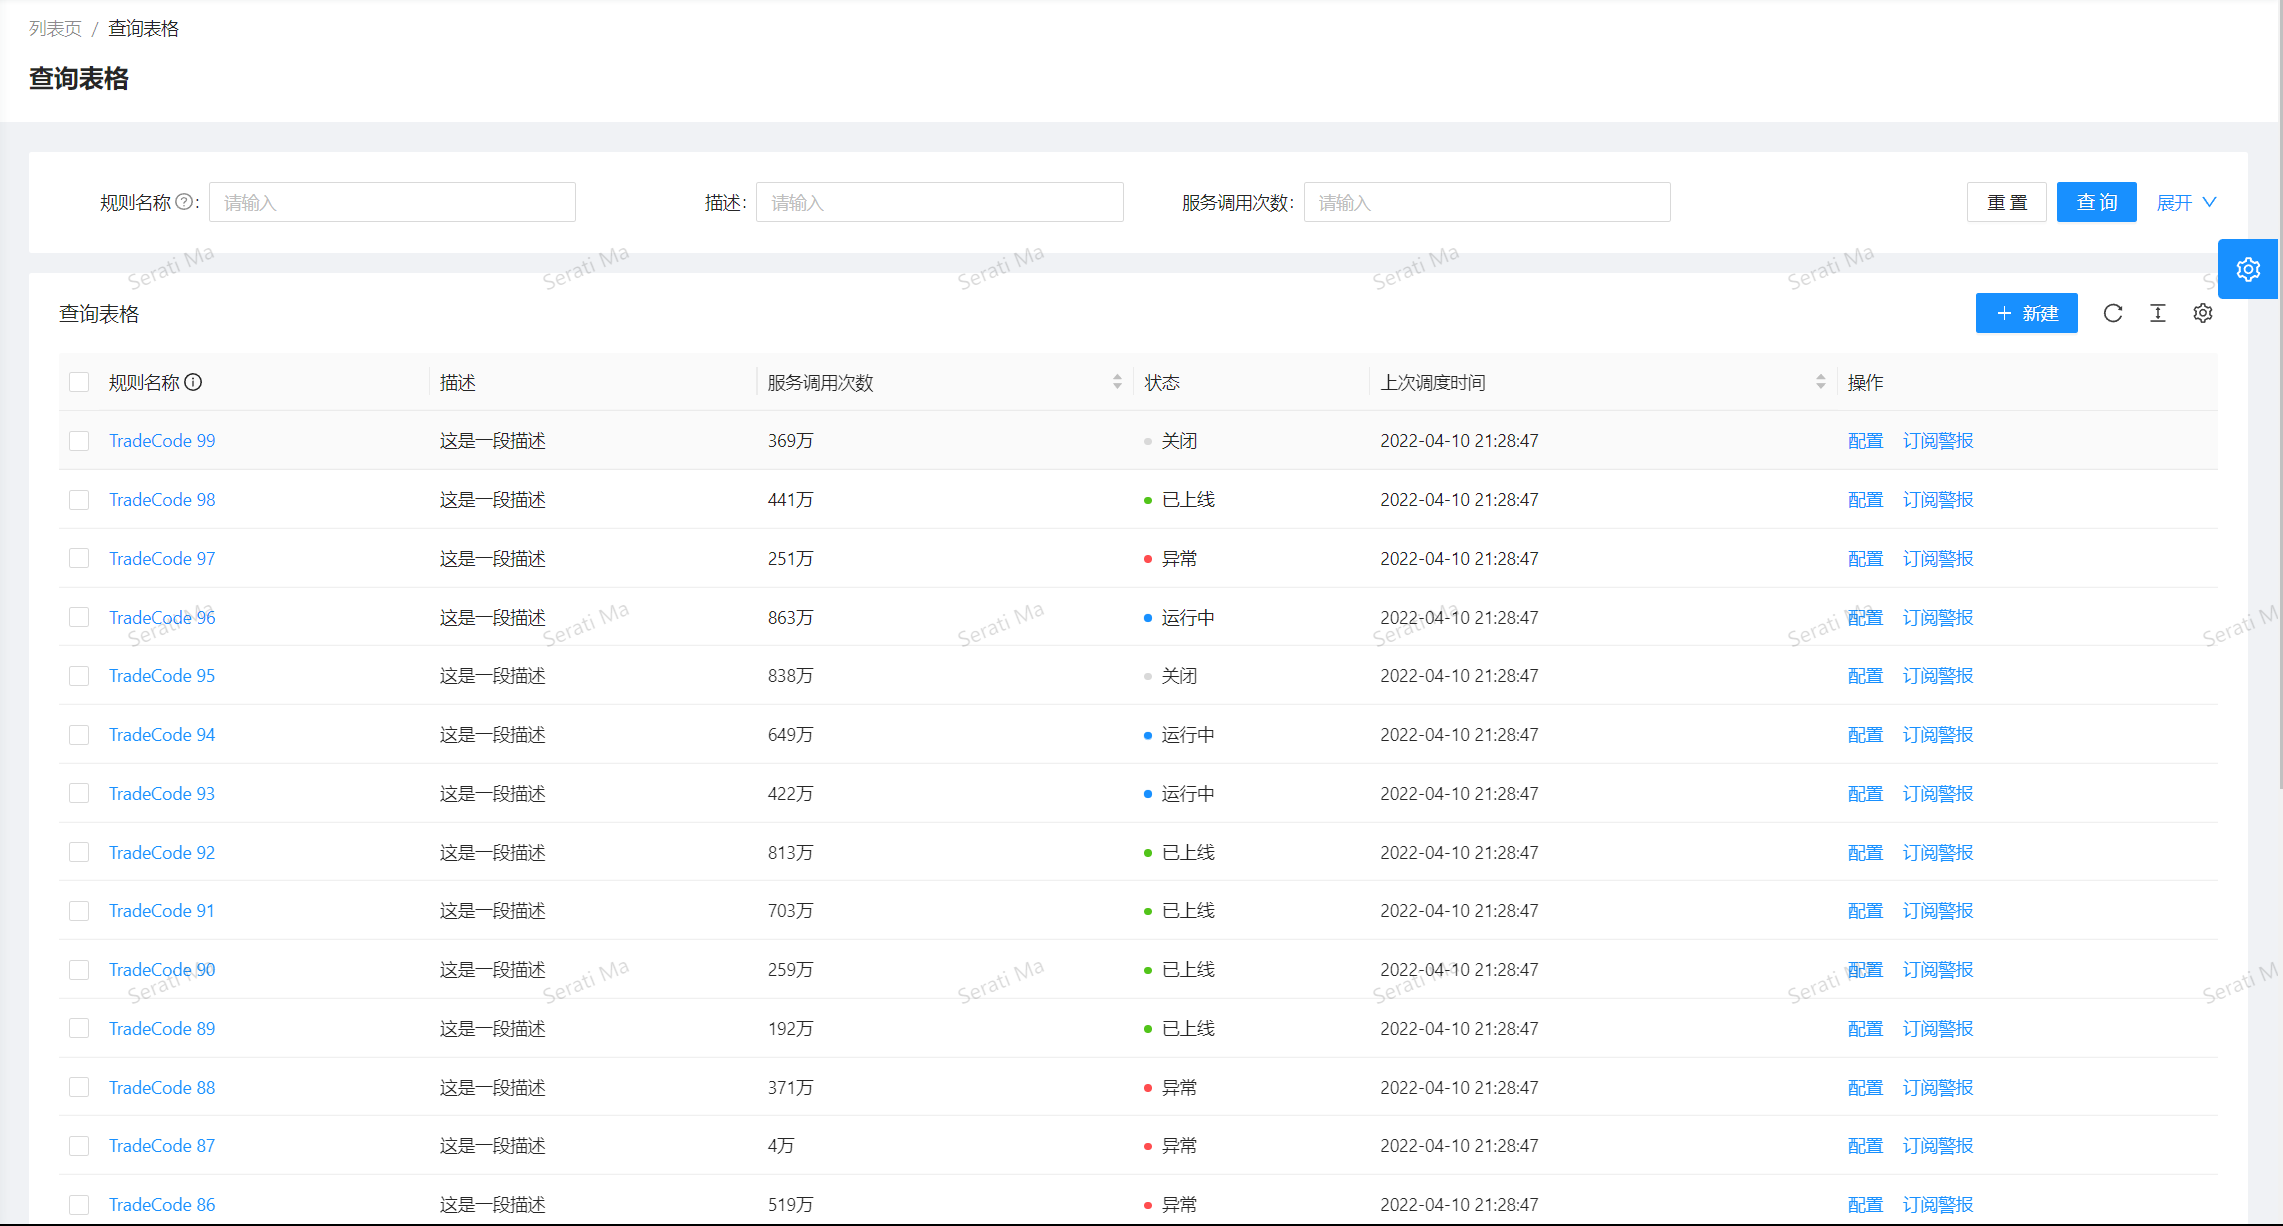 列表页 / 查询表格
查询表格
规则名称 : 请输入 描述: 请输入 服务调用次数: 请输入 重 置 查 询 展开
Serati Ma Serati Ma Serati Ma Serati Ma Serati Ma
查询表格 + 新建
规则名称 描述 服务调用次数 状态 上次调度时间 操作
TradeCode 99 这是一段描述 369万 关闭 2022-04-10 21:28:47 配置 订阅警报
TradeCode 98 这是一段描述 441万 已上线 2022-04-10 21:28:47 配置 订阅警报
TradeCode 97 这是一段描述 251万 异常 2022-04-10 21:28:47 配置 订阅警报
TradeCode 96 这是一段描述 863万 运行中 2022-04-10 21:28:47 配置 订阅警报
Serati Ma Serati Ma Serati Ma Serati Ma Serati Ma Serati M
TradeCode 95 这是一段描述 838万 关闭 2022-04-10 21:28:47 配置 订阅警报
TradeCode 94 这是一段描述 649万 运行中 2022-04-10 21:28:47 配置 订阅警报
TradeCode 93 这是一段描述 422万 运行中 2022-04-10 21:28:47 配置 订阅警报
TradeCode 92 这是一段描述 813万 已上线 2022-04-10 21:28:47 配置 订阅警报
TradeCode 91 这是一段描述 703万 已上线 2022-04-10 21:28:47 配置 订阅警报
TradeCode 90 这是一段描述 259万 已上线 2022-04-10 21:28:47 配置 订阅警报
Serati Ma Serati Ma Serati Ma Serati Ma Serati Ma Serati M
TradeCode 89 这是一段描述 192万 已上线 2022-04-10 21:28:47 配置 订阅警报
TradeCode 88 这是一段描述 371万 异常 2022-04-10 21:28:47 配置 订阅警报
TradeCode 87 这是一段描述 4万 异常 2022-04-10 21:28:47 配置 订阅警报
TradeCode 86 这是一段描述 519万 异常 2022-04-10 21:28:47 配置 订阅警报